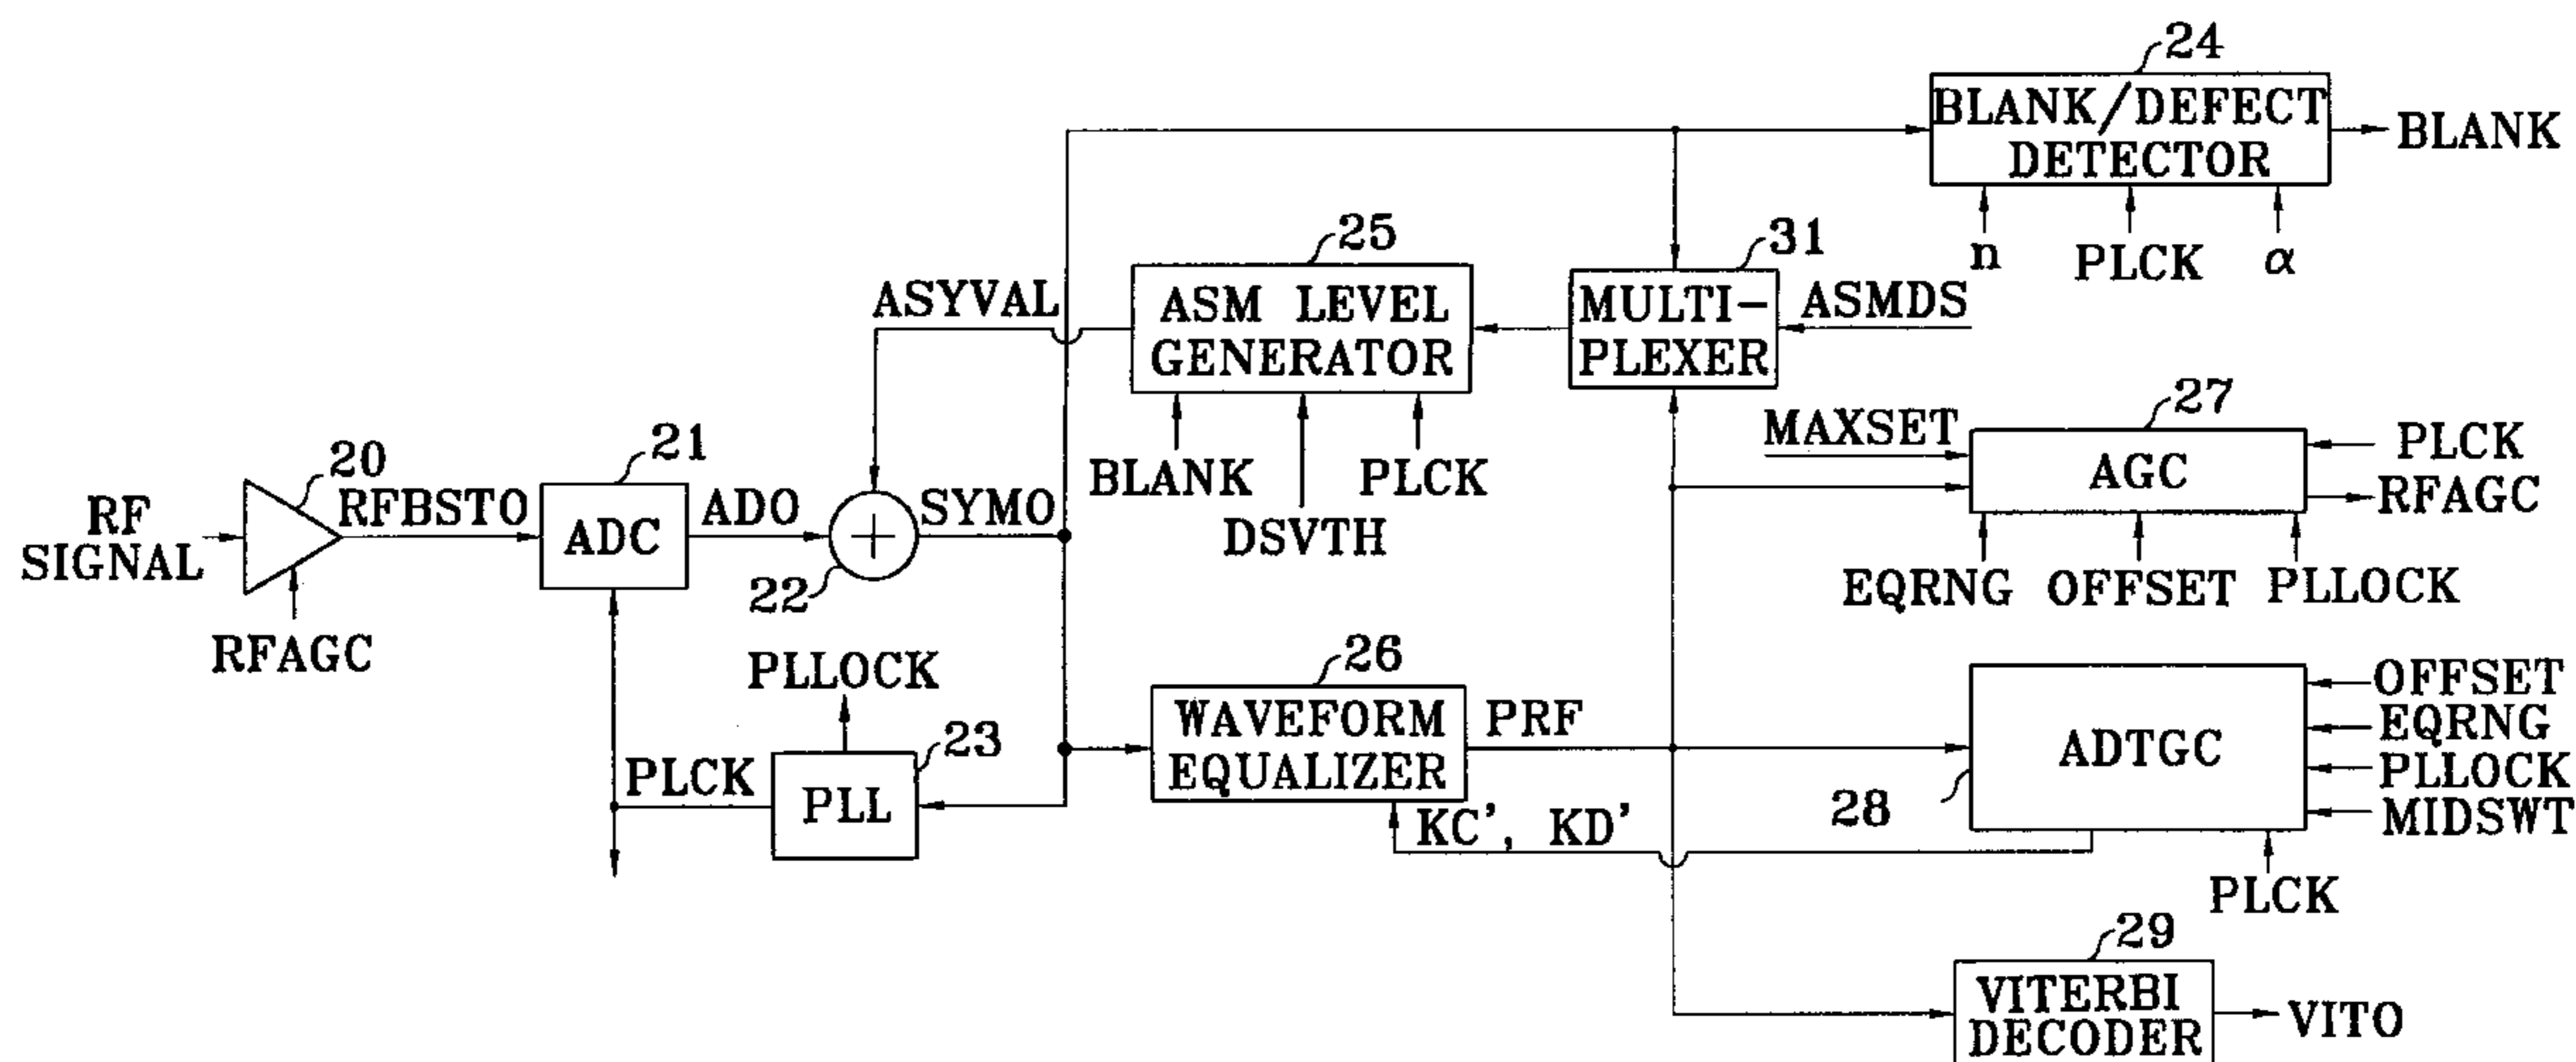 24
BLANK/DEFECT
DETECTOR
BLANK
n
PLCK
α
25
31
ASYVAL
ASM LEVEL
GENERATOR
MULTI-
PLEXER
ASMDS
BLANK
DSVTH
PLCK
27
MAXSET
AGC
PLCK
RFAGC
EQRNG
OFFSET
PLLOCK
RF
SIGNAL
20
RFBSTO
21
ADC
ADO
22
SYMO
RFAGC
PLLOCK
23
PLCK
PLL
26
WAVEFORM
EQUALIZER
PRF
KC', KD'
28
ADTGC
OFFSET
EQRNG
PLLOCK
MIDSWT
PLCK
29
VITERBI
DECODER
VITO